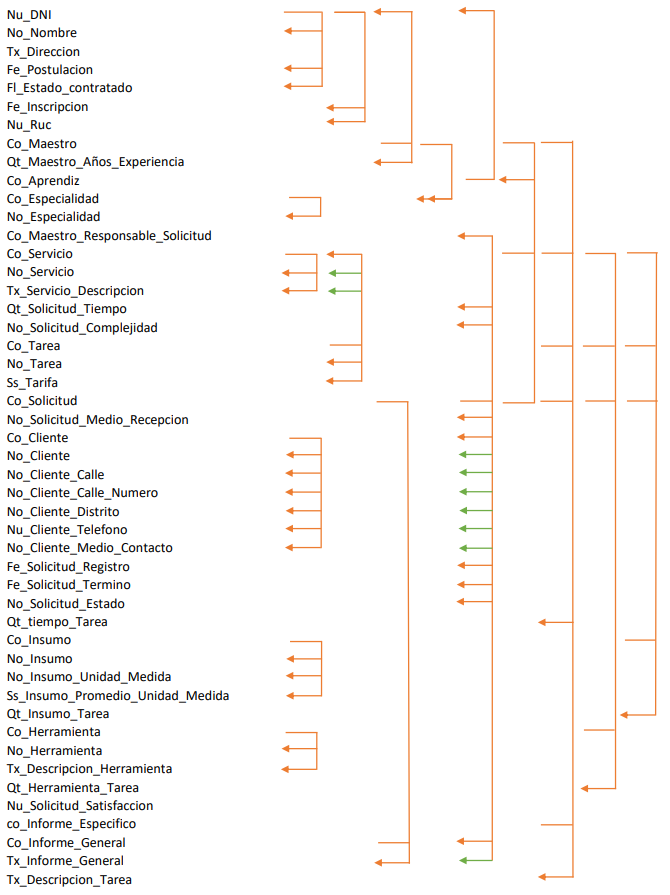 Nu_DNI
No_Nombre
Tx_Direccion
Fe_Postulacion
Fl_Estado_contratado
Fe_Inscripcion
Nu_Ruc
Co_Maestro
Qt_Maestro_Años_Experiencia
Co_Aprendiz
Co_Especialidad
No_Especialidad
Co_Maestro_Responsable_Solicitud
Co_Servicio
No_Servicio
Tx_Servicio_Descripcion
Qt_Solicitud_Tiempo
No_Solicitud_Complejidad
Co_Tarea
No_Tarea
Ss_Tarifa
Co_Solicitud
No_Solicitud_Medio_Recepcion
Co_Cliente
No_Cliente
No_Cliente_Calle
No_Cliente_Calle_Numero
No_Cliente_Distrito
Nu_Cliente_Telefono
No_Cliente_Medio_Contacto
Fe_Solicitud_Registro
Fe_Solicitud_Termino
No_Solicitud_Estado
Qt_tiempo_Tarea
Co_Insumo
No_Insumo
No_Insumo_Unidad_Medida
Ss_Insumo_Promedio_Unidad_Medida
Qt_Insumo_Tarea
Co_Herramienta
No_Herramienta
Tx_Descripcion_Herramienta
Qt_Herramienta_Tarea
Nu_Solicitud_Satisfaccion
co_Informe_Especifico
Co_Informe_General
Tx_Informe_General
Tx_Descripcion_Tarea